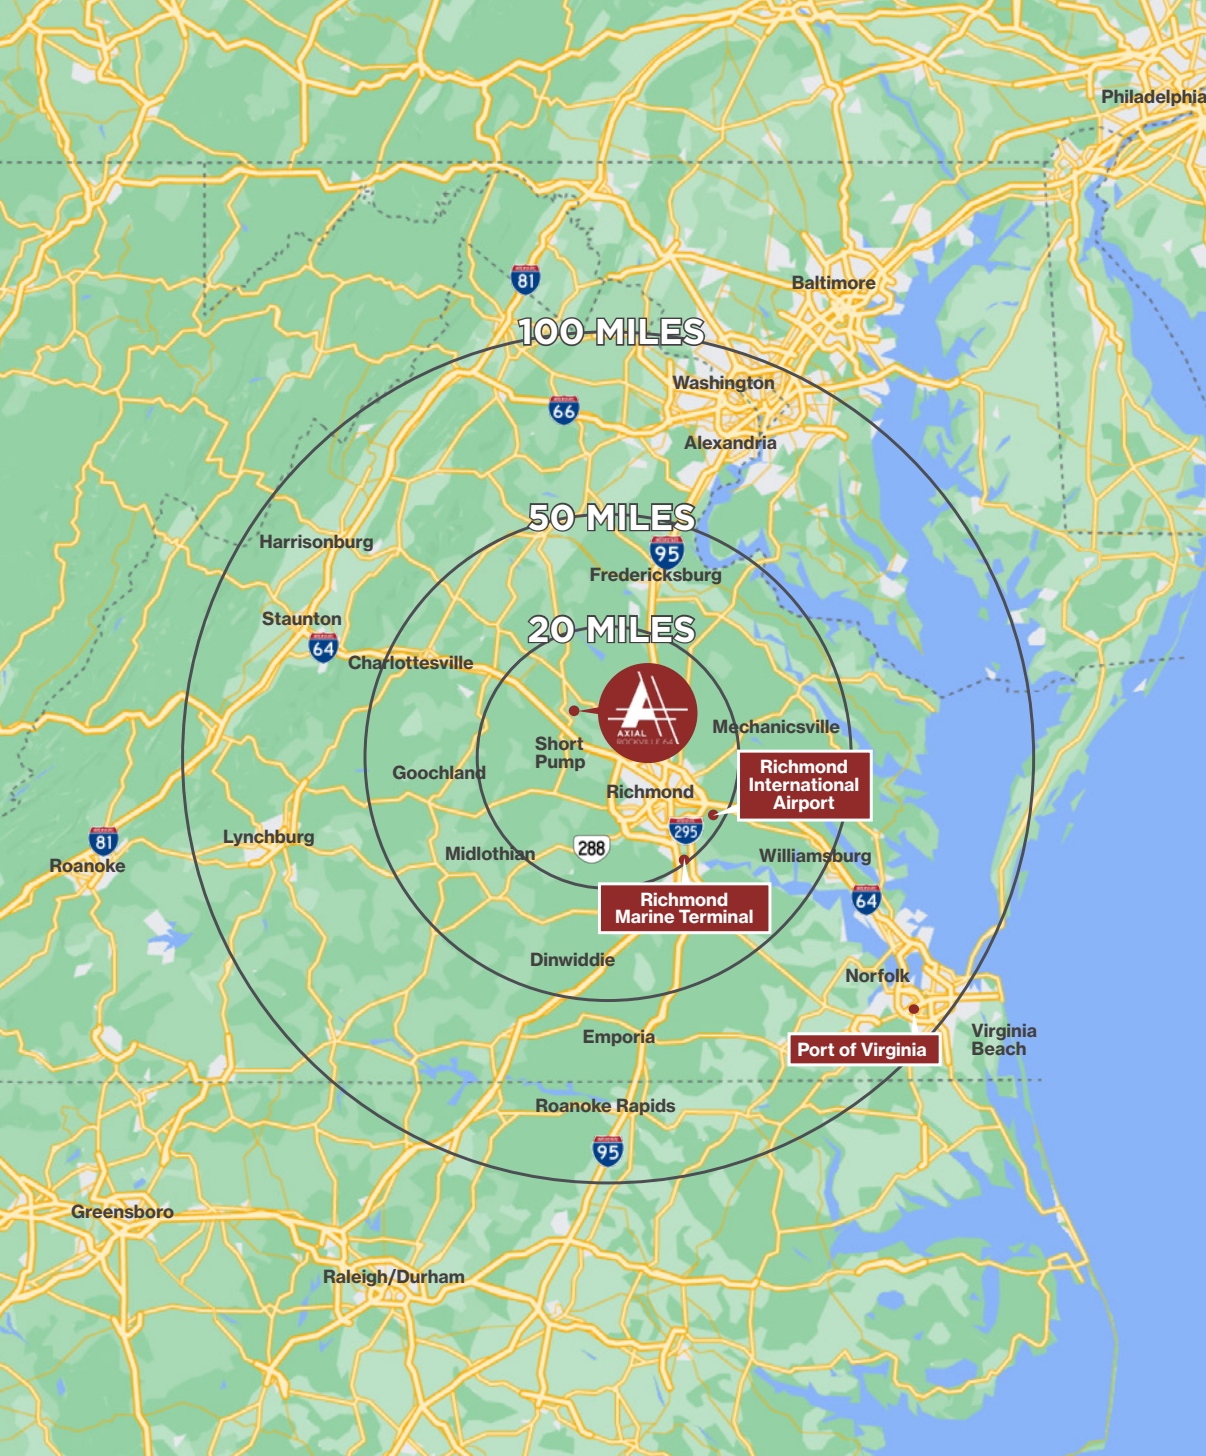 Philadelphia
81
Baltimore
100 MILES
Washington
66
Alexandria
50 MILES
Harrisonburg
95
Fredericksburg
Staunton
20 MILES
64
Charlottesville
AXIAL
ROCKVILLE 64
Mechanicsville
Short
Pump
Richmond
International
Airport
Goochland
Richmond
295
Lynchburg
81
Roanoke
Midlothian
288
Williamsburg
64
Richmond
Marine Terminal
Dinwiddie
Norfolk
Emporia
Port of Virginia
Virginia
Beach
Roanoke Rapids
95
Greensboro
Raleigh/Durham